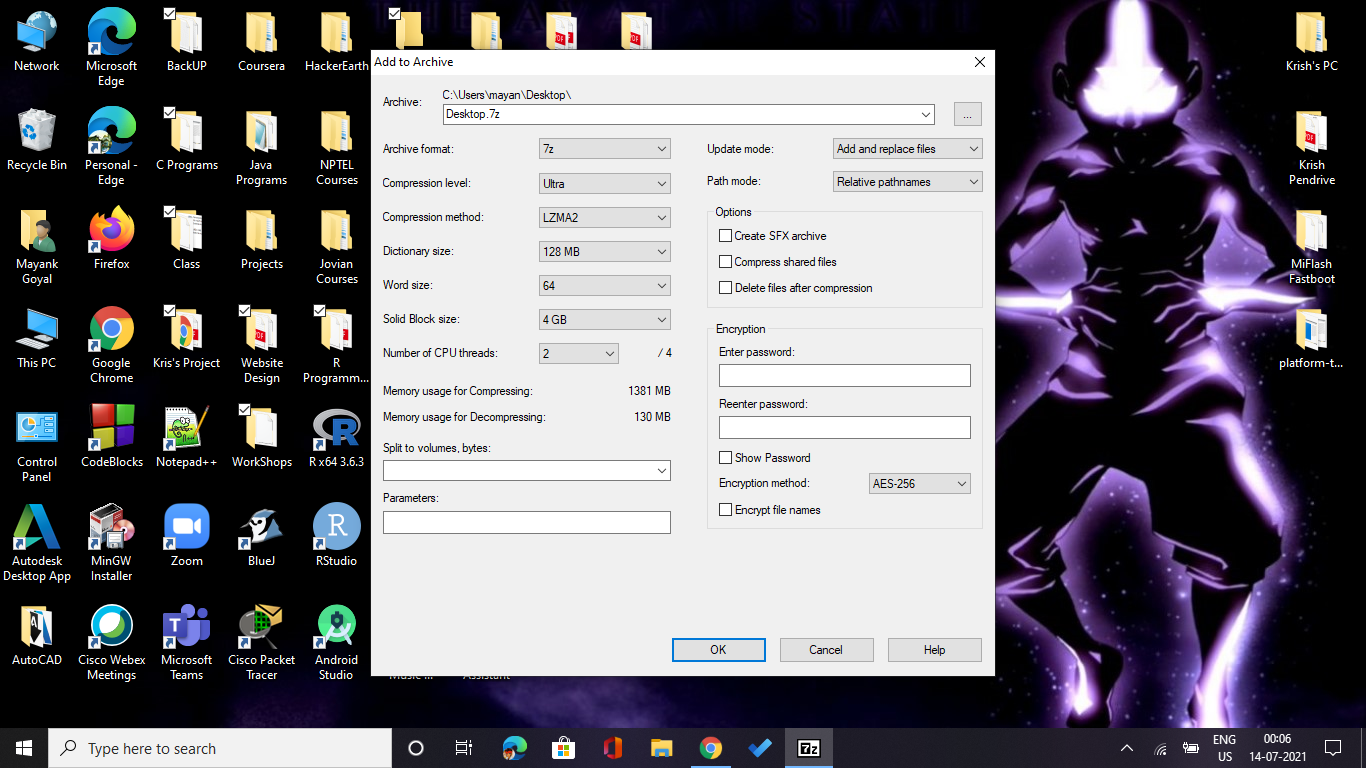 THE AVATAR STATE
Network
Microsoft
Edge
BackUP
Coursera
HackerEarth
Krish's PC
Recycle Bin
Personal -
Edge
C Programs
Java
Programs
NPTEL
Courses
Krish
Pendrive
Mayank
Goyal
Firefox
Class
Projects
Jovian
Courses
MiFlash
Fastboot
This PC
Google
Chrome
Kris's Project
Website
Design
R
Programm...
platform-t...
Control
Panel
CodeBlocks
Notepad++
WorkShops
R x64 3.6.3
Autodesk
Desktop App
MinGW
Installer
Zoom
BlueJ
RStudio
AutoCAD
Cisco Webex
Meetings
Microsoft
Teams
Cisco Packet
Tracer
Android
Studio
Music ...
Assistant
Add to Archive
Archive:
C:\Users\mayan\Desktop\
Desktop.7z
...
Archive format:
7z
Compression level:
Ultra
Compression method:
LZMA2
Dictionary size:
128 MB
Word size:
64
Solid Block size:
4 GB
Number of CPU threads:
2
/ 4
Memory usage for Compressing:
1381 MB
Memory usage for Decompressing:
130 MB
Split to volumes, bytes:
Parameters:
Update mode:
Add and replace files
Path mode:
Relative pathnames
Options
Create SFX archive
Compress shared files
Delete files after compression
Encryption
Enter password:
Reenter password:
Show Password
Encryption method:
AES-256
Encrypt file names
OK
Cancel
Help
Type here to search
7z
ENG
US
00:06
14-07-2021